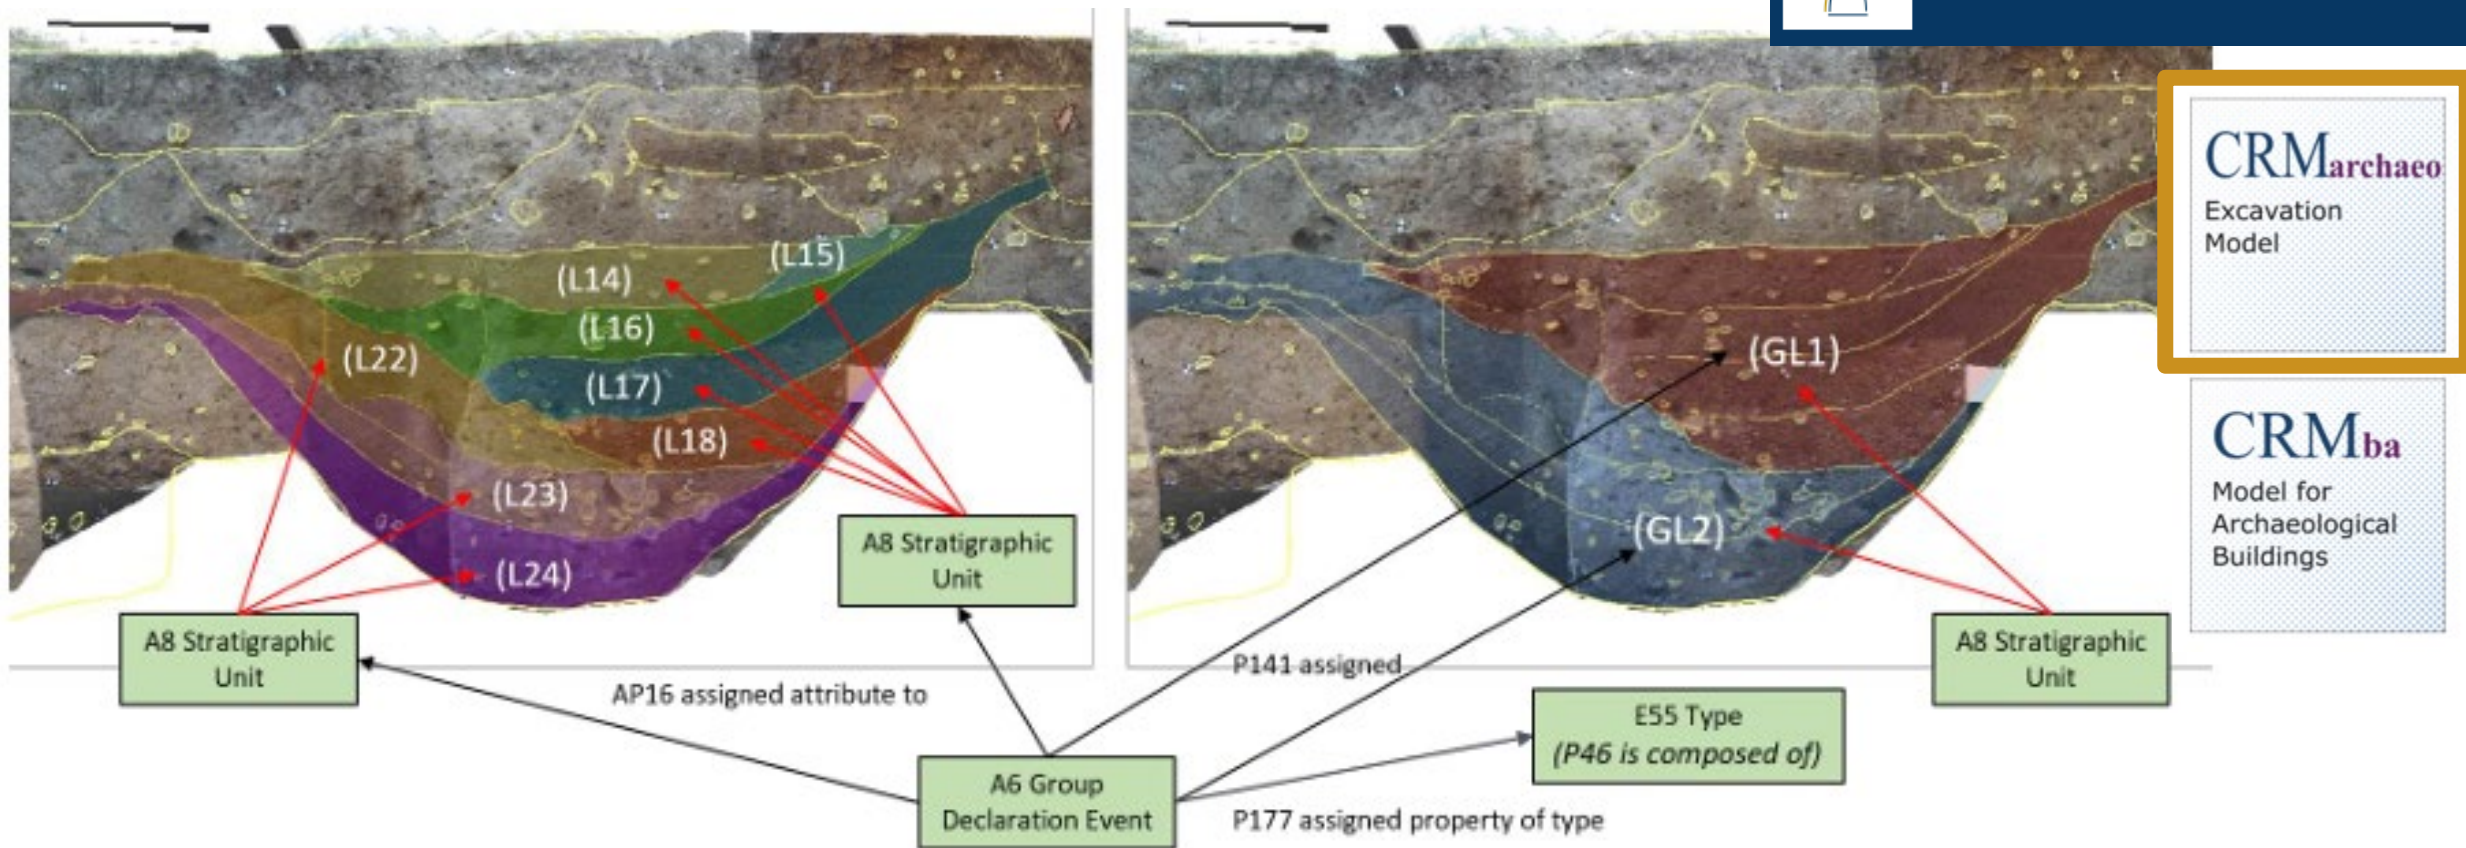 (L15)
(L14)
(L16)
(L22)
(L17)
(L18)
(L23)
(L24)
A8 Stratigraphic
Unit
A8 Stratigraphic
Unit
AP16 assigned attribute to
A6 Group
Declaration Event
(GL1)
(GL2)
P141 assigned
A8 Stratigraphic
Unit
E55 Type
(P46 is composed of)
P177 assigned property of type
CRMarchaeo
Excavation
Model
CRMba
Model for
Archaeological
Buildings